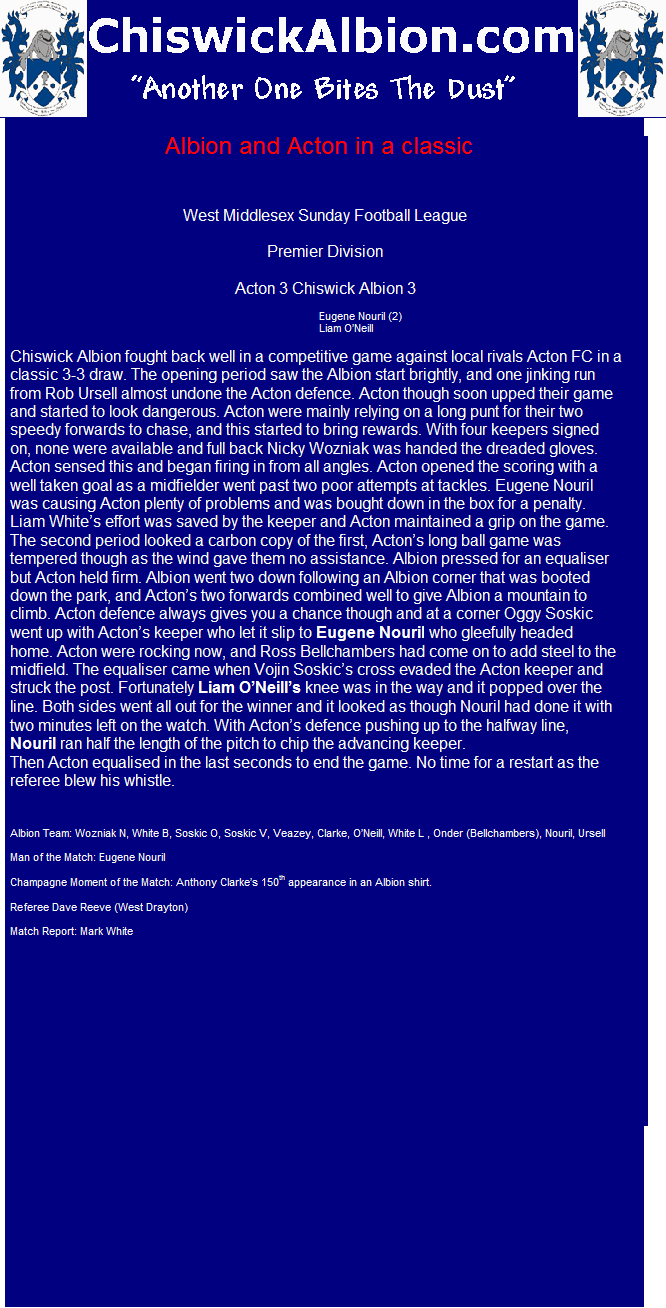 ChiswickAlbion.com
"Another One Bites The Dust"
Albion and Acton in a classic
West Middlesex Sunday Football League
Premier Division
Acton 3 Chiswick Albion 3
Eugene Nouril (2)
Liam O'Neill
Chiswick Albion fought back well in a competitive game against local rivals Acton FC in a
classic 3-3 draw. The opening period saw the Albion start brightly, and one jinking run
from Rob Ursell almost undone the Acton defence. Acton though soon upped their game
and started to look dangerous. Acton were mainly relying on a long punt for their two
speedy forwards to chase, and this started to bring rewards. With four keepers signed
on, none were available and full back Nicky Wozniak was handed the dreaded gloves.
Acton sensed this and began firing in from all angles. Acton opened the scoring with a
well taken goal as a midfielder went past two poor attempts at tackles. Eugene Nouril
was causing Acton plenty of problems and was bought down in the box for a penalty.
Liam White's effort was saved by the keeper and Acton maintained a grip on the game.
The second period looked a carbon copy of the first, Acton's long ball game was
tempered though as the wind gave them no assistance. Albion pressed for an equaliser
but Acton held firm. Albion went two down following an Albion corner that was booted
down the park, and Acton's two forwards combined well to give Albion a mountain to
climb. Acton defence always gives you a chance though and at a corner Oggy Soskic
went up with Acton's keeper who let it slip to Eugene Nouril who gleefully headed
home. Acton were rocking now, and Ross Bellchambers had come on to add steel to the
midfield. The equaliser came when Vojin Soskic's cross evaded the Acton keeper and
struck the post. Fortunately Liam O'Neill's knee was in the way and it popped over the
line. Both sides went all out for the winner and it looked as though Nouril had done it with
two minutes left on the watch. With Acton's defence pushing up to the halfway line,
Nouril ran half the length of the pitch to chip the advancing keeper.
Then Acton equalised in the last seconds to end the game. No time for a restart as the
referee blew his whistle.
Albion Team: Wozniak N, White B, Soskic O, Soskic V, Veazey, Clarke, O'Neill, White L , Onder (Bellchambers), Nouril, Ursell
Man of the Match: Eugene Nouril
Champagne Moment of the Match: Anthony Clarke's 150th appearance in an Albion shirt.
Referee Dave Reeve (West Drayton)
Match Report: Mark White